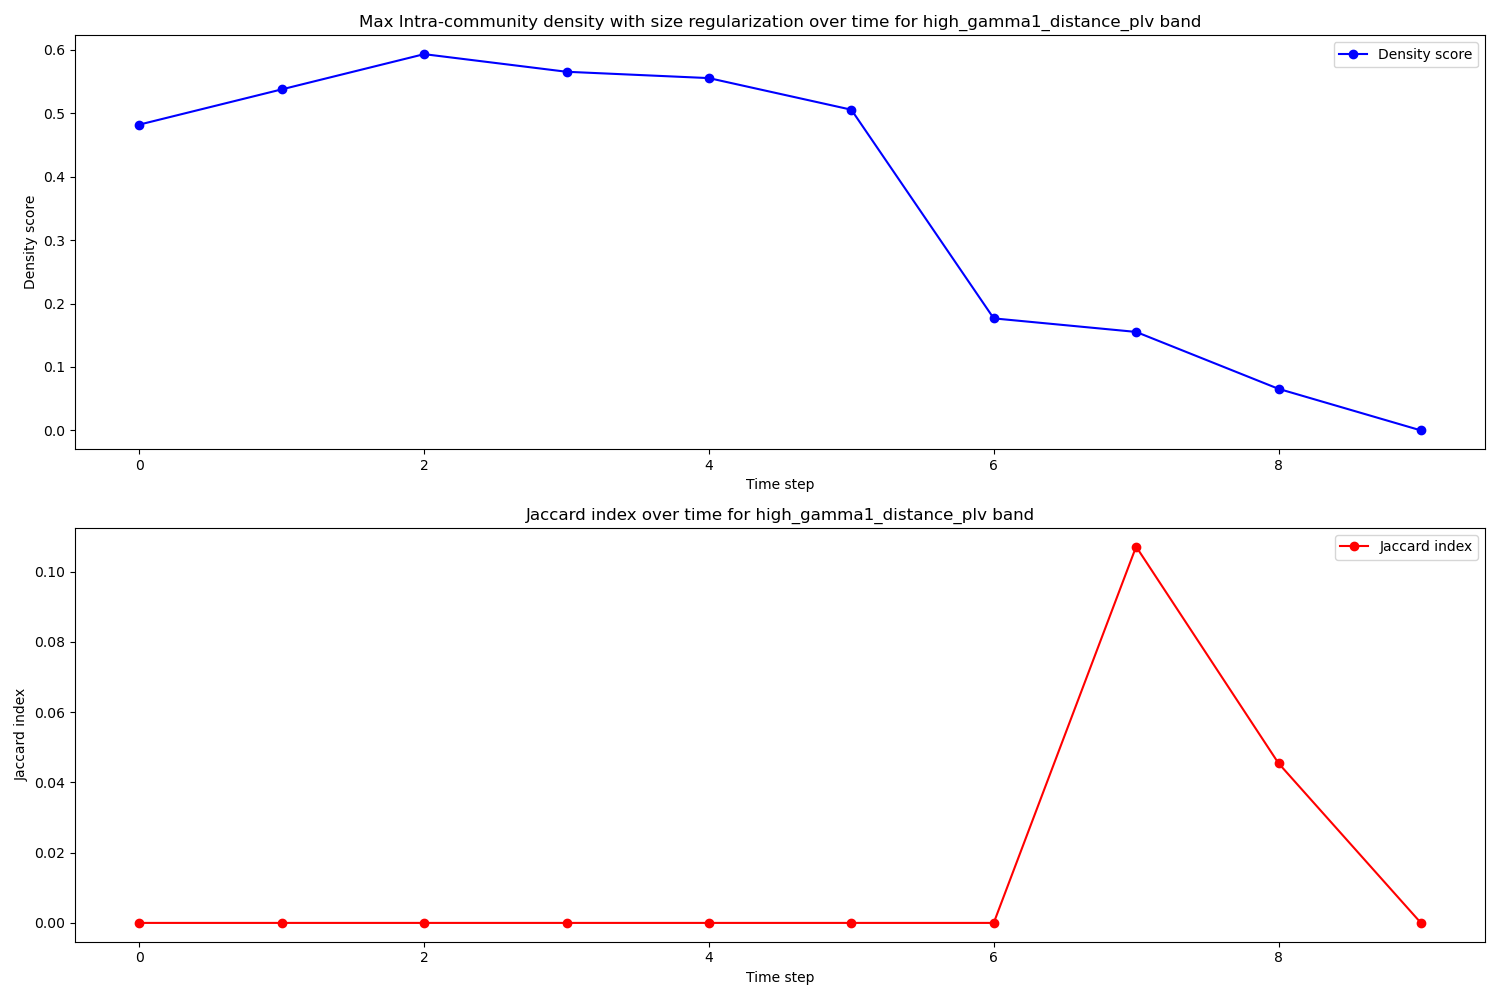 Max Intra-community density with size regularization over time for high_gamma1_distance_plv band
Density score
0.6
0.5
0.4
0.3
0.2
0.1
0.0
Density score
0 2 4 6 8
Time step
Jaccard index over time for high_gamma1_distance_plv band
Jaccard index
0.10
0.08
0.06
0.04
0.02
0.00
Jaccard index
0 2 4 6 8
Time step